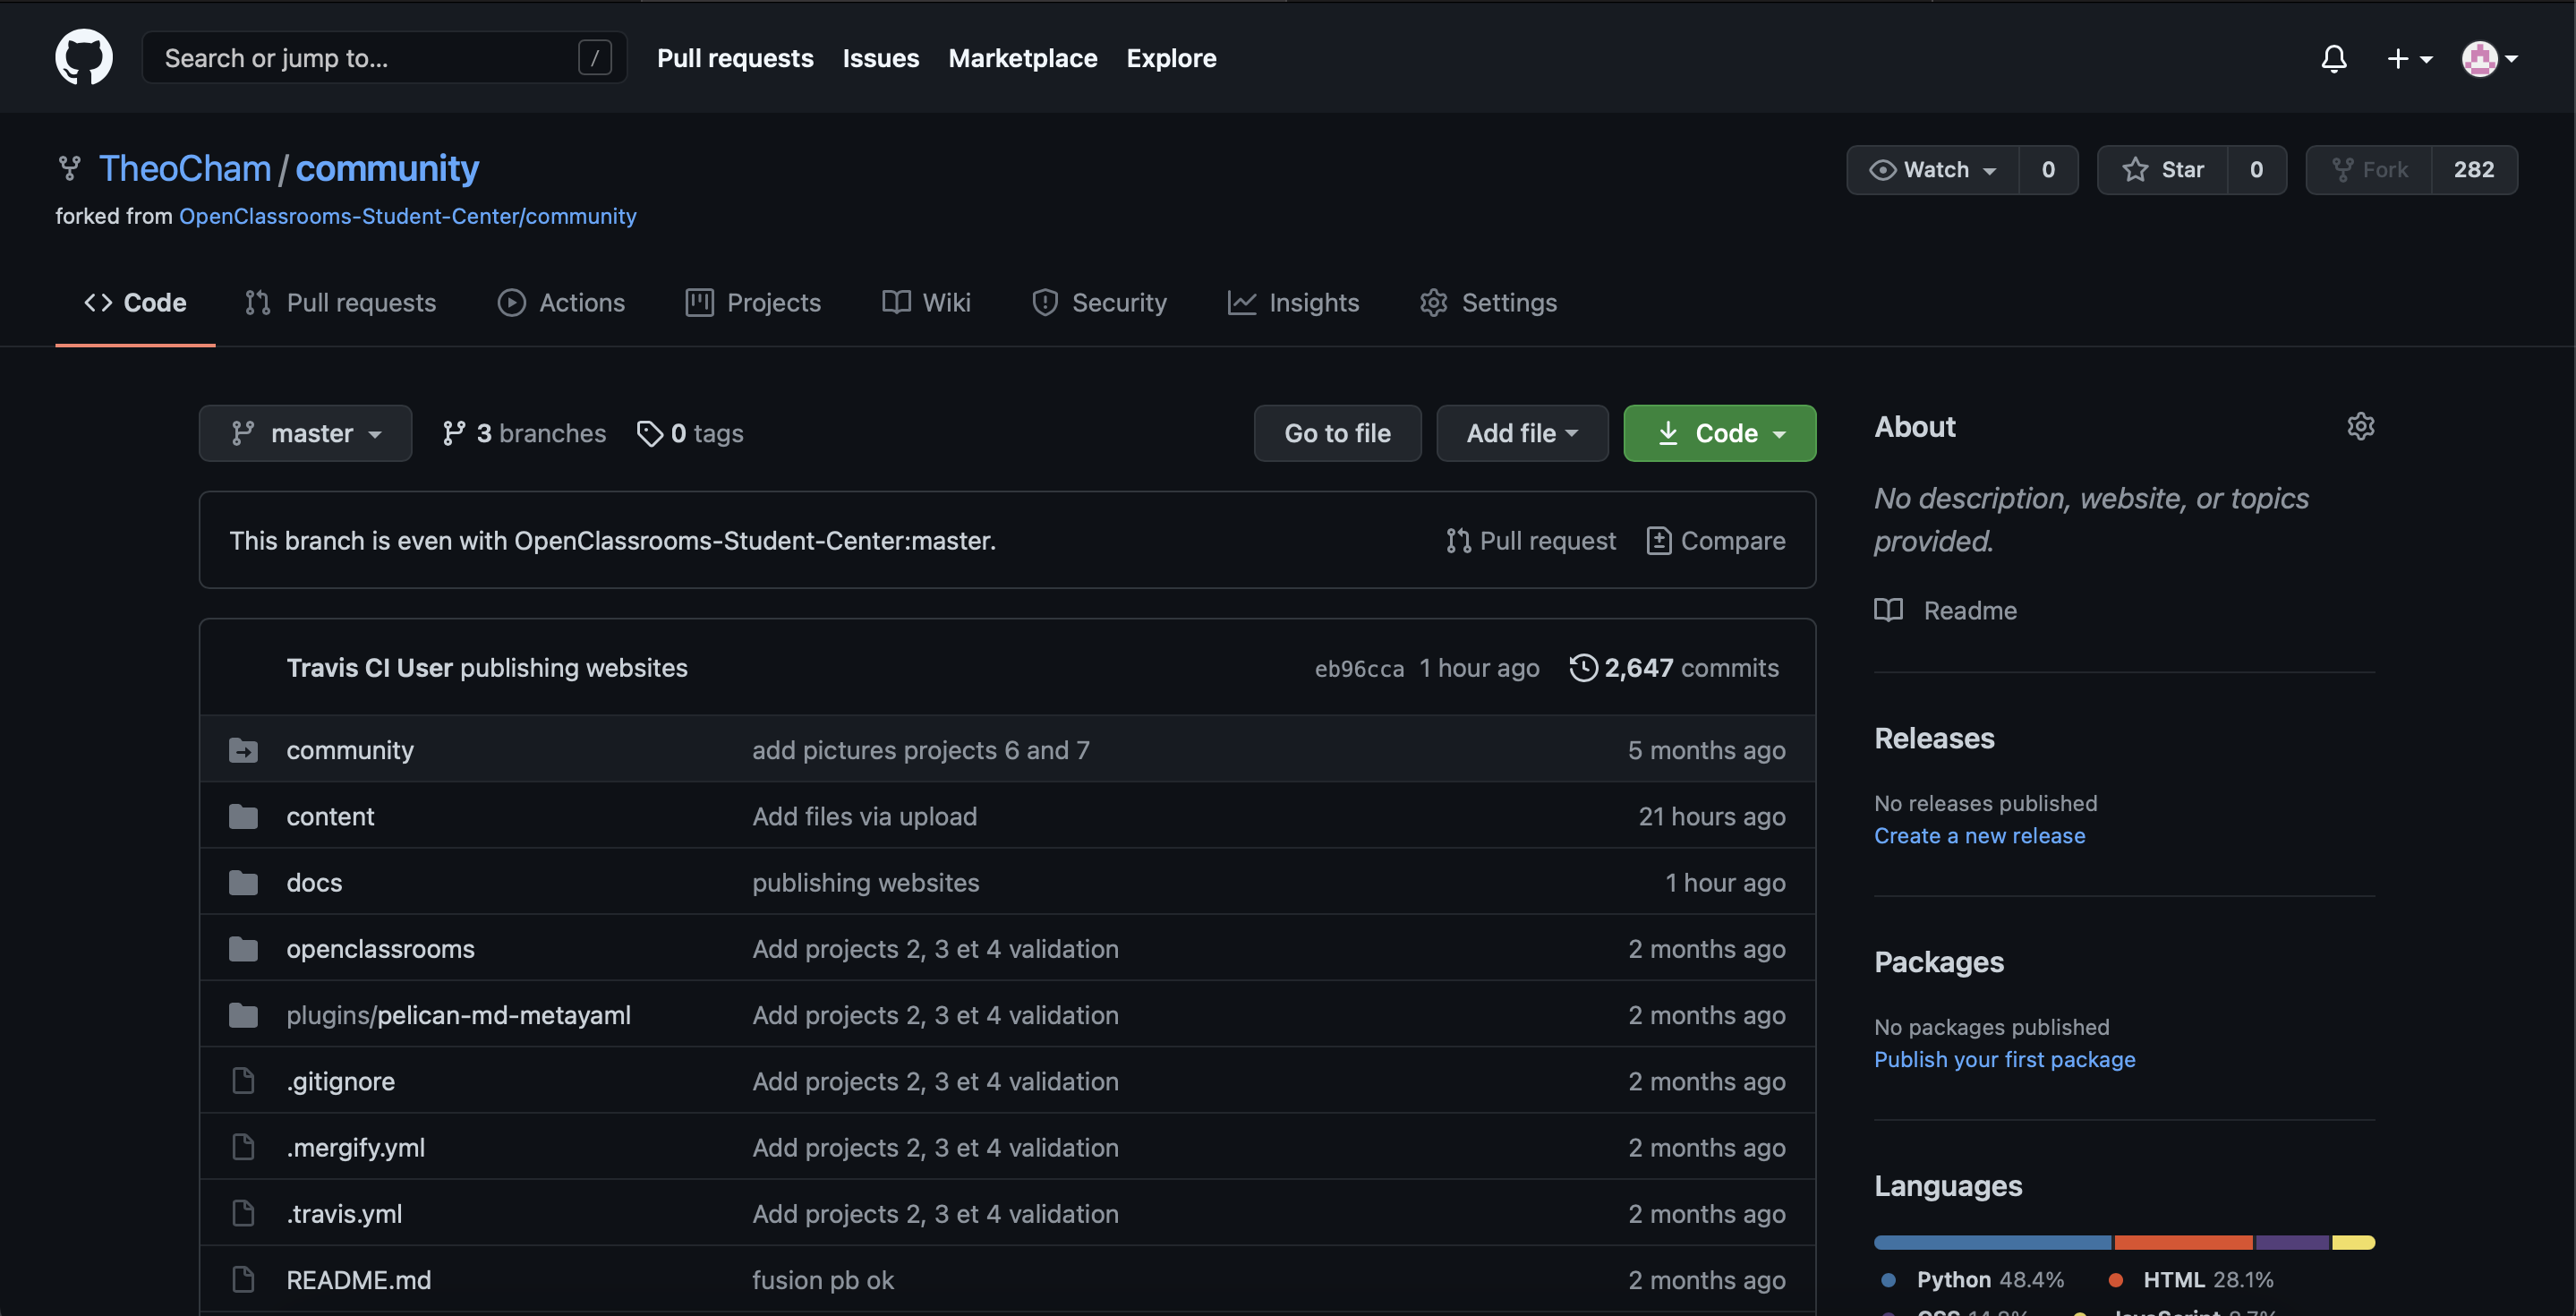 Search or jump to... / Pull requests Issues Marketplace Explore
TheoCham / community
Watch 0 Star 0 Fork 282
forked from OpenClassrooms-Student-Center/community
Code Pull requests Actions Projects Wiki Security Insights Settings
master 3 branches 0 tags Go to file Add file Code
This branch is even with OpenClassrooms-Student-Center:master. Pull request Compare
Travis CI User publishing websites eb96cca 1 hour ago 2,647 commits
community add pictures projects 6 and 7 5 months ago
content Add files via upload 21 hours ago
docs publishing websites 1 hour ago
openclassrooms Add projects 2, 3 et 4 validation 2 months ago
plugins/pelican-md-metayaml Add projects 2, 3 et 4 validation 2 months ago
.gitignore Add projects 2, 3 et 4 validation 2 months ago
.mergify.yml Add projects 2, 3 et 4 validation 2 months ago
.travis.yml Add projects 2, 3 et 4 validation 2 months ago
README.md fusion pb ok 2 months ago
About
No description, website, or topics
provided.
Readme
Releases
No releases published
Create a new release
Packages
No packages published
Publish your first package
Languages
Python 48.4% HTML 28.1%